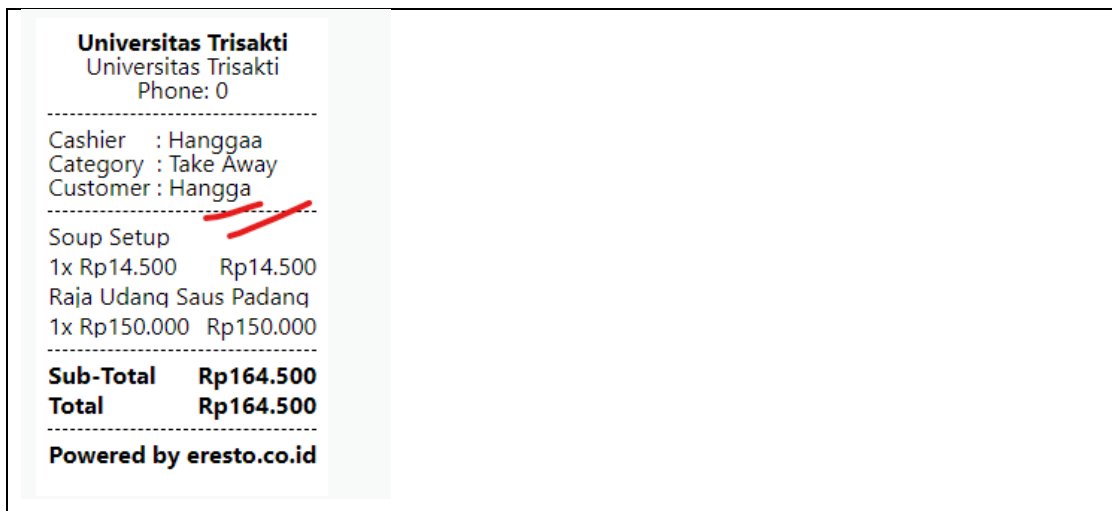 Universitas Trisakti
Universitas Trisakti
Phone: 0
Cashier : Hanggaa
Category : Take Away
Customer : Hangga
Soup Setup
1x Rp14.500 Rp14.500
Raja Udang Saus Padang
1x Rp150.000 Rp150.000
Sub-Total Rp164.500
Total Rp164.500
Powered by eresto.co.id